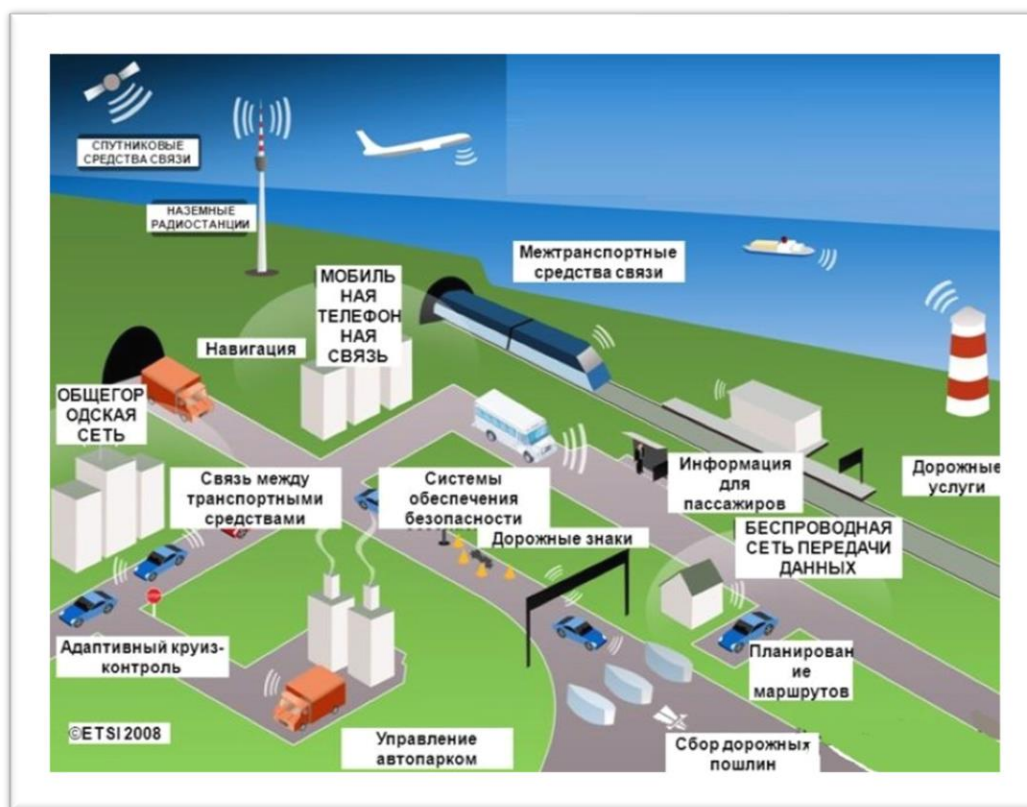 СПУТНИКОВЫЕ
СРЕДСТВА СВЯЗИ
НАЗЕМНЫЕ
РАДИОСТАНЦИИ
Межтранспортные
средства связи
МОБИЛЬ
НАЯ
ТЕЛЕФОН
НАЯ
СВЯЗЬ
Навигация
ОБЩЕГОР
ОДСКАЯ
СЕТЬ
Связь между
транспортными
средствами
Системы
обеспечения
безопасности
Информация
для
пассажиров
Дорожные
услуги
Дорожные знаки
БЕСПРОВОДНАЯ
СЕТЬ ПЕРЕДАЧИ
ДАННЫХ
STOP
Адаптивный круиз-
контроль
Планирован
ие
маршрутов
©ETSI 2008
Управление
автопарком
Сбор дорожных
пошлин